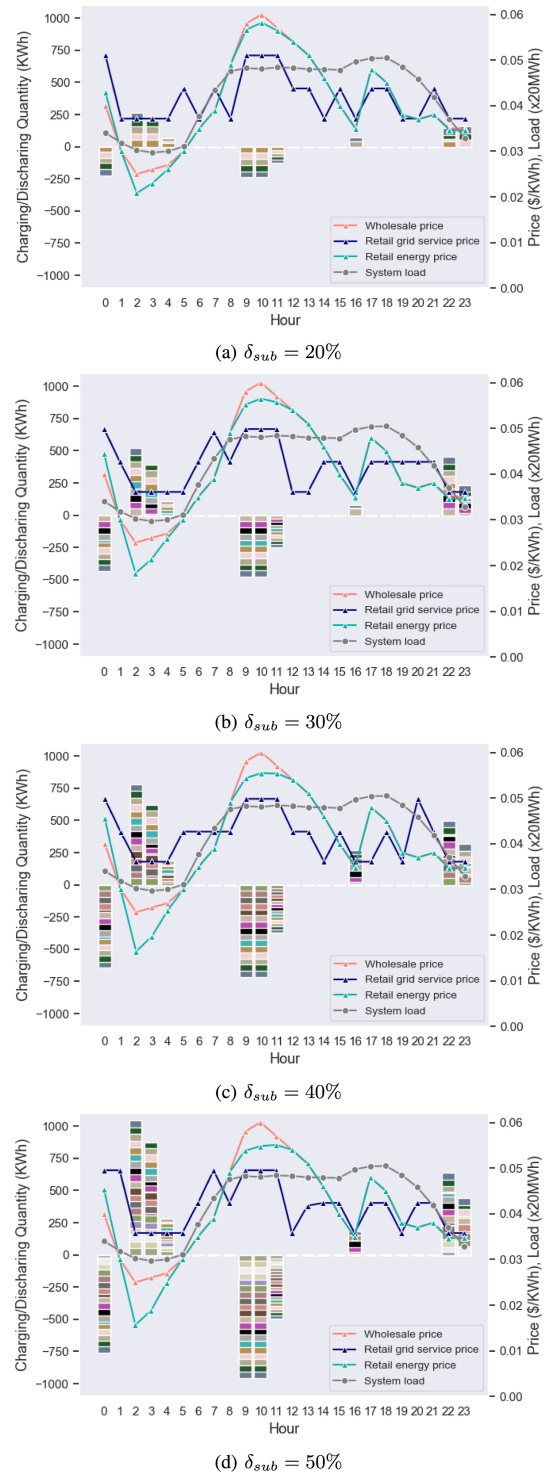 1000
750
500
250
0
−250
−500
−750
−1000
Charging/Discharing Quantity (KWh)
0.06
0.05
0.04
0.03
0.02
0.01
0.00
Price ($/KWh), Load (x20MWh)
Wholesale price
Retail grid service price
Retail energy price
System load
0 1 2 3 4 5 6 7 8 9 10 11 12 13 14 15 16 17 18 19 20 21 22 23
Hour
(a) δsub = 20%
1000
750
500
250
0
−250
−500
−750
−1000
Charging/Discharing Quantity (KWh)
0.06
0.05
0.04
0.03
0.02
0.01
0.00
Price ($/KWh), Load (x20MWh)
Wholesale price
Retail grid service price
Retail energy price
System load
0 1 2 3 4 5 6 7 8 9 10 11 12 13 14 15 16 17 18 19 20 21 22 23
Hour
(b) δsub = 30%
1000
750
500
250
0
−250
−500
−750
−1000
Charging/Discharing Quantity (KWh)
0.06
0.05
0.04
0.03
0.02
0.01
0.00
Price ($/KWh), Load (x20MWh)
Wholesale price
Retail grid service price
Retail energy price
System load
0 1 2 3 4 5 6 7 8 9 10 11 12 13 14 15 16 17 18 19 20 21 22 23
Hour
(c) δsub = 40%
1000
750
500
250
0
−250
−500
−750
−1000
Charging/Discharing Quantity (KWh)
0.06
0.05
0.04
0.03
0.02
0.01
0.00
Price ($/KWh), Load (x20MWh)
Wholesale price
Retail grid service price
Retail energy price
System load
0 1 2 3 4 5 6 7 8 9 10 11 12 13 14 15 16 17 18 19 20 21 22 23
Hour
(d) δsub = 50%